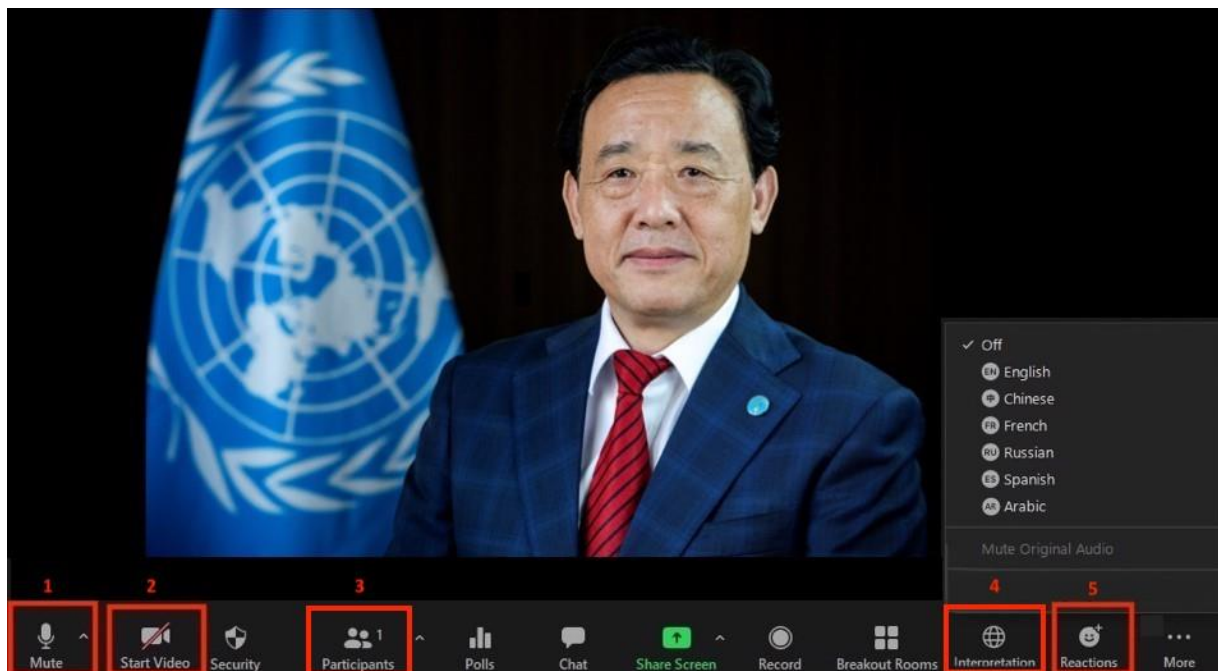 Off
EN English
中 Chinese
FR French
RU Russian
ES Spanish
AR Arabic
Mute Original Audio
1 2 3 4 5
Mute Start Video Security Participants 1 Polls Chat Share Screen Record Breakout Rooms Interpretation Reactions More